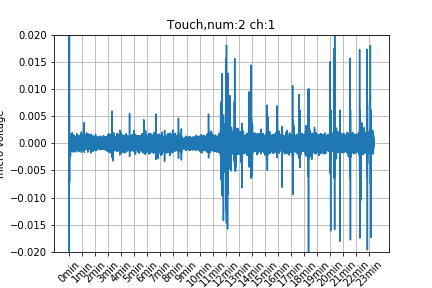 Touch,num:2 ch:1
0.020
0.015
0.010
0.005
0.000
−0.005
−0.010
−0.015
−0.020
micro voltage
0min
1min
2min
3min
4min
5min
6min
7min
8min
9min
10min
11min
12min
13min
14min
15min
16min
17min
18min
19min
20min
21min
22min
23min